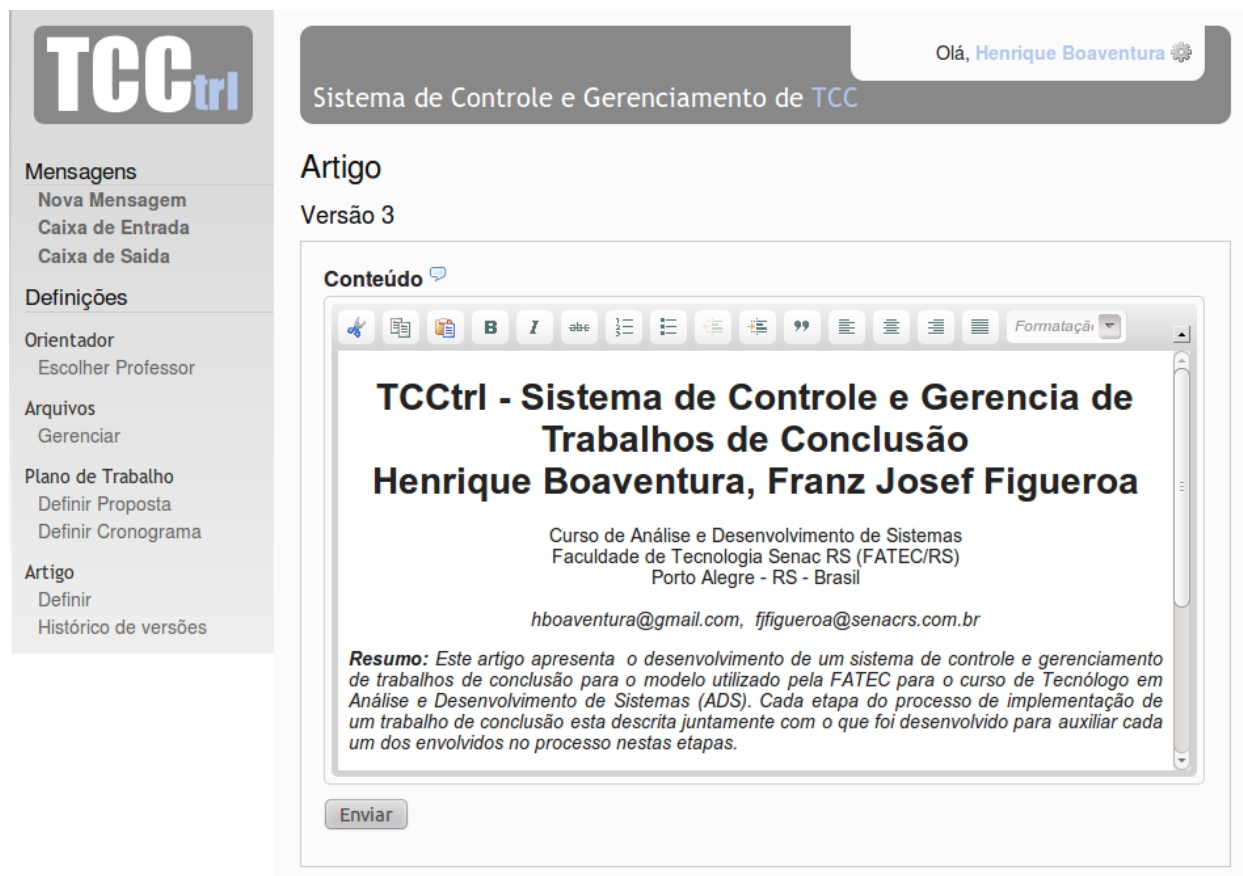 TCCtrl
Olá, Henrique Boaventura
Sistema de Controle e Gerenciamento de TCC
Mensagens
Nova Mensagem
Caixa de Entrada
Caixa de Saida
Definições
Orientador
Escolher Professor
Arquivos
Gerenciar
Plano de Trabalho
Definir Proposta
Definir Cronograma
Artigo
Definir
Histórico de versões
Artigo
Versão 3
Conteúdo
B I abc Formataçã
TCCtrl - Sistema de Controle e Gerencia de
Trabalhos de Conclusão
Henrique Boaventura, Franz Josef Figueroa
Curso de Análise e Desenvolvimento de Sistemas
Faculdade de Tecnologia Senac RS (FATEC/RS)
Porto Alegre - RS - Brasil
hboaventura@gmail.com, fjfigueroa@senacrs.com.br
Resumo: Este artigo apresenta o desenvolvimento de um sistema de controle e gerenciamento
de trabalhos de conclusão para o modelo utilizado pela FATEC para o curso de Tecnólogo em
Análise e Desenvolvimento de Sistemas (ADS). Cada etapa do processo de implementação de
um trabalho de conclusão esta descrita juntamente com o que foi desenvolvido para auxiliar cada
um dos envolvidos no processo nestas etapas.
Enviar